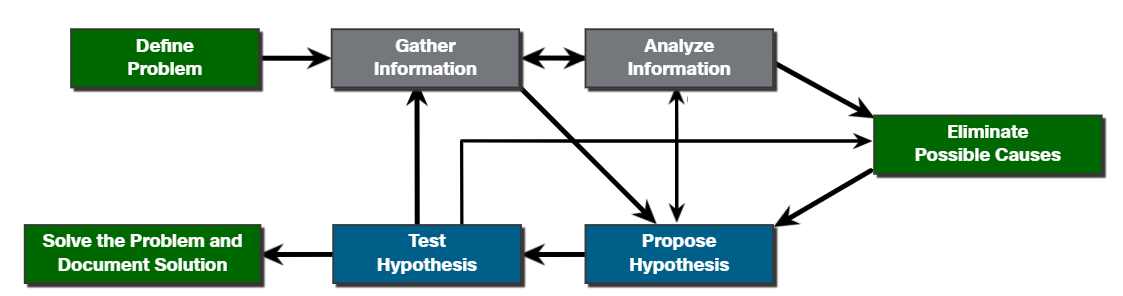 Define
Problem
Gather
Information
Analyze
Information
Eliminate
Possible Causes
Solve the Problem and
Document Solution
Test
Hypothesis
Propose
Hypothesis